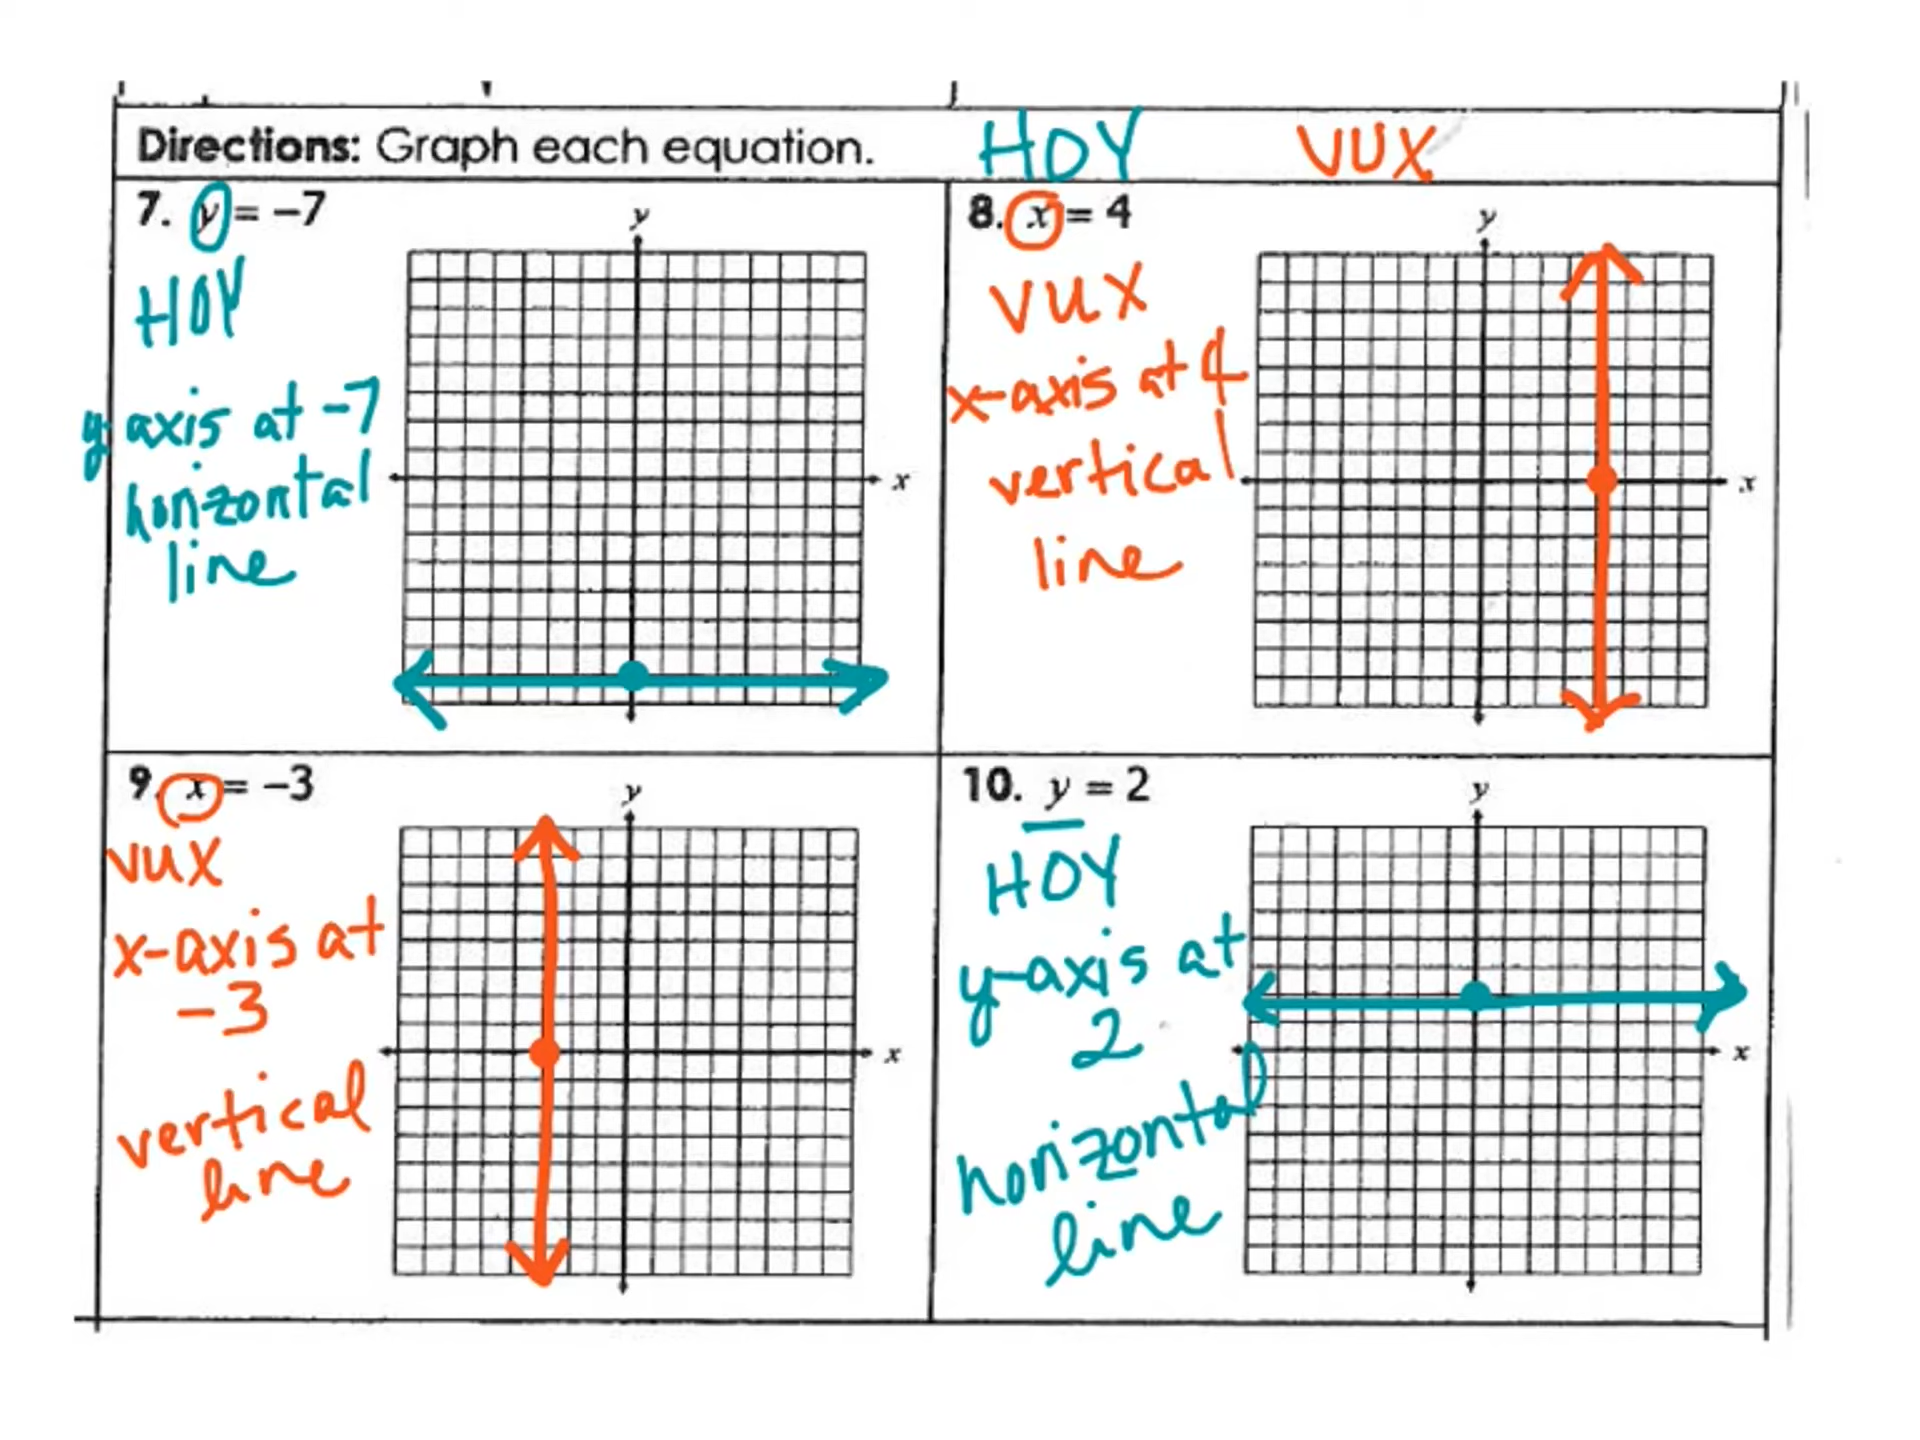 Directions: Graph each equation. HOY VUX
7. y = -7
HOY
y axis at -7
horizontal
line
y
x
8. x = 4
VUX
x-axis at 4
vertical
line
y
x
9. x = -3
VUX
x-axis at
-3
vertical
line
y
x
10. y = 2
HOY
y-axis at
2
horizontal
line
y
x